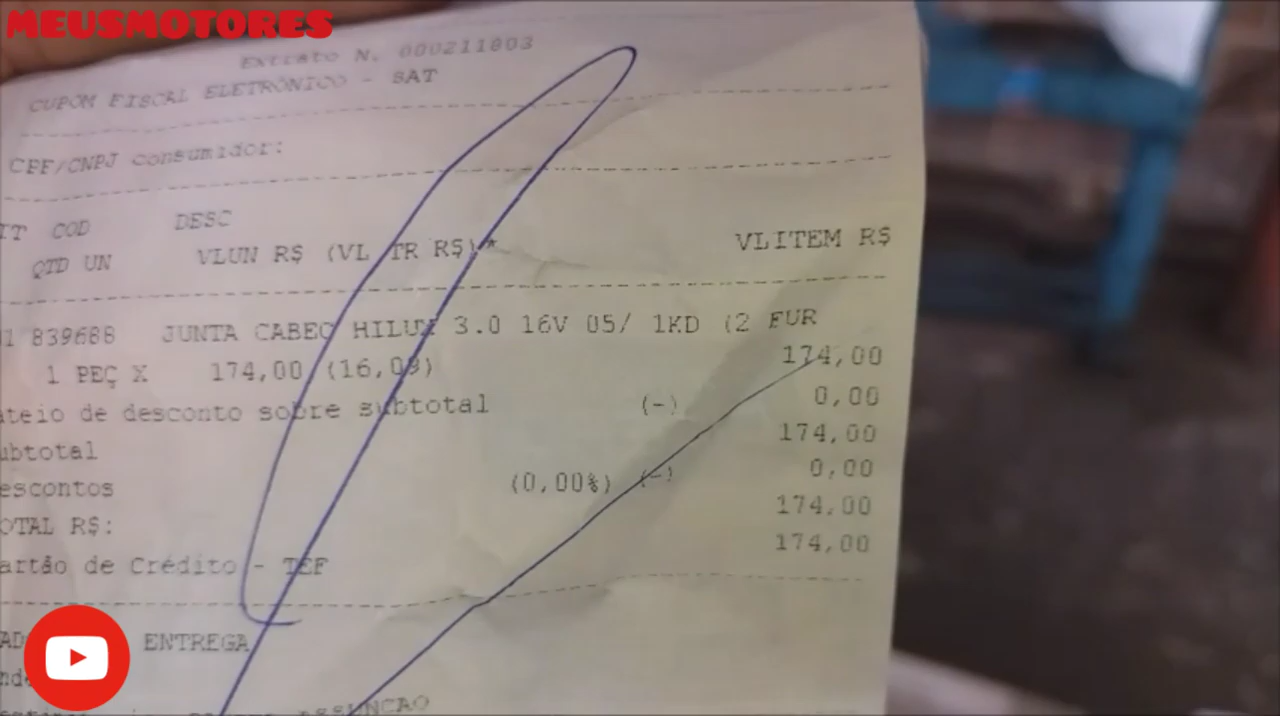 MEUSMOTORES
Extrato N. 000211803
CUPOM FISCAL ELETRÔNICO - SAT
CPF/CNPJ consumidor:
IT COD DESC
QTD UN VLUN R$ (VL TR R$)* VLITEM R$
1 839688 JUNTA CABEÇ HILUX 3.0 16V 05/ 1KD (2 FUR
1 PEÇ X 174,00 (16,09) 174,00
ateio de desconto sobre subtotal (-) 0,00
ubtotal 174,00
escontos (0,00%) (-) 0,00
OTAL R$: 174,00
artão de Crédito - TEF 174,00
ENTREGA